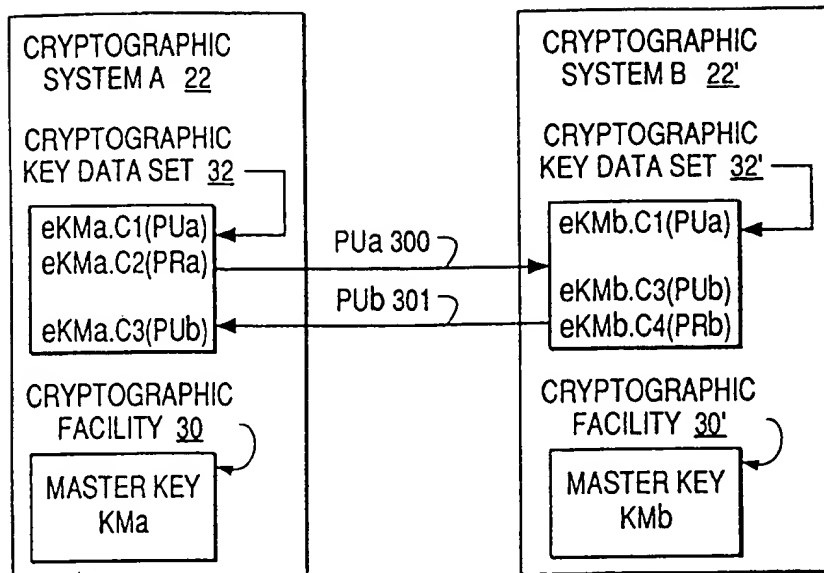 CRYPTOGRAPHIC
SYSTEM A 22
CRYPTOGRAPHIC
KEY DATA SET 32
eKMa.C1(PUa)
eKMa.C2(PRa)
eKMa.C3(PUb)
CRYPTOGRAPHIC
FACILITY 30
MASTER KEY
KMa
PUa 300
PUb 301
CRYPTOGRAPHIC
SYSTEM B 22'
CRYPTOGRAPHIC
KEY DATA SET 32'
eKMb.C1(PUa)
eKMb.C3(PUb)
eKMb.C4(PRb)
CRYPTOGRAPHIC
FACILITY 30'
MASTER KEY
KMb